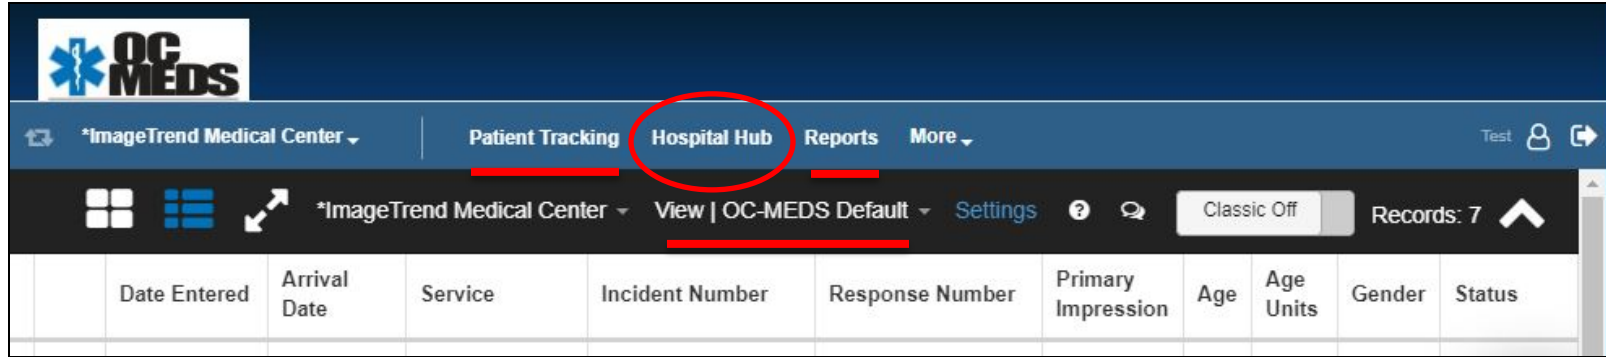 OC
MEDS
*ImageTrend Medical Center Patient Tracking Hospital Hub Reports More Test
*ImageTrend Medical Center View | OC-MEDS Default Settings ? Classic Off Records: 7
Date Entered Arrival Date Service Incident Number Response Number Primary Impression Age Age Units Gender Status